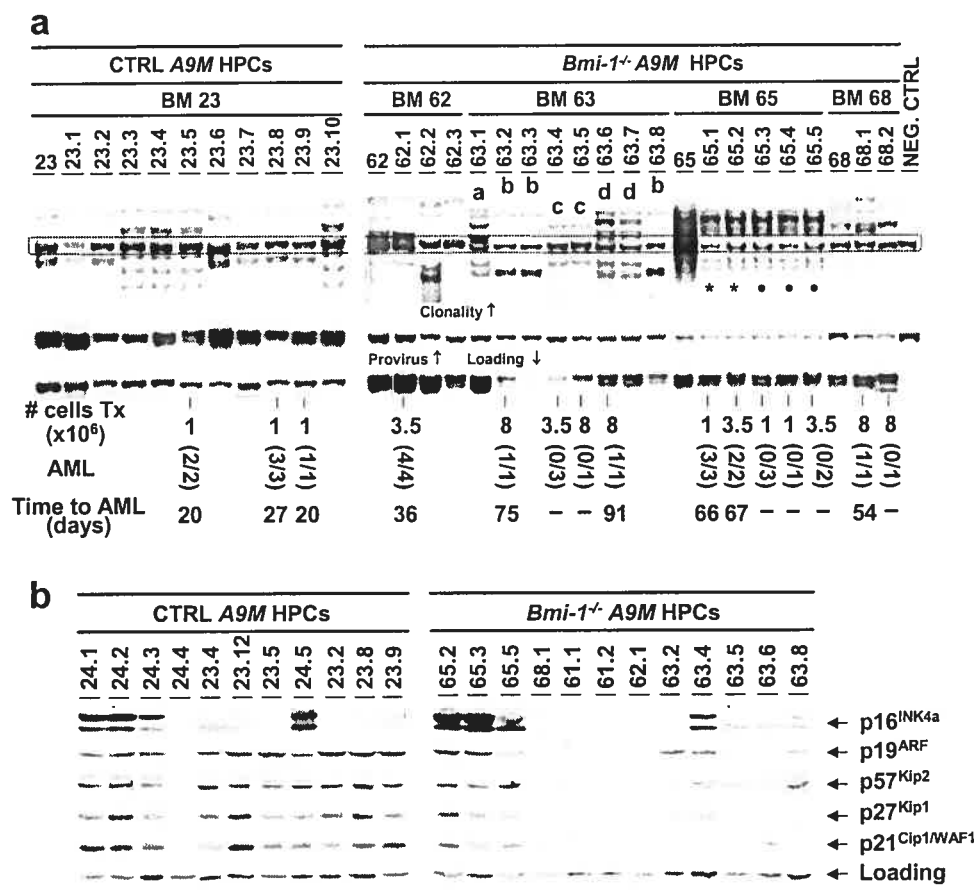 a
CTRL A9M HPCs
Bmi-1-/- A9M HPCs
NEG. CTRL
BM 23
BM 62
BM 63
BM 65
BM 68
23 23.1 23.2 23.3 23.4 23.5 23.6 23.7 23.8 23.9 23.10
62 62.1 62.2 62.3 63.1 63.2 63.3 63.4 63.5 63.6 63.7 63.8 65 65.1 65.2 65.3 65.4 65.5 68 68.1 68.2
a b b c c d d b
* * • • •
Clonality ↑
Provirus ↑ Loading ↓
# cells Tx (x10⁶) 1 1 1 3.5 8 3.5 8 8 1 3.5 1 1 3.5 8 8
AML (2/2) (3/3) (1/1) (4/4) (1/1) (0/3) (0/1) (1/1) (3/3) (2/2) (0/3) (0/1) (0/2) (1/1) (0/1)
Time to AML (days) 20 27 20 36 75 – – 91 66 67 – – – 54 –
b
CTRL A9M HPCs
Bmi-1-/- A9M HPCs
24.1 24.2 24.3 24.4 23.4 23.12 23.5 24.5 23.2 23.8 23.9
65.2 65.3 65.5 68.1 61.1 61.2 62.1 63.2 63.4 63.5 63.6 63.8
← p16INK4a
← p19ARF
← p57Kip2
← p27Kip1
← p21Cip1/WAF1
← Loading